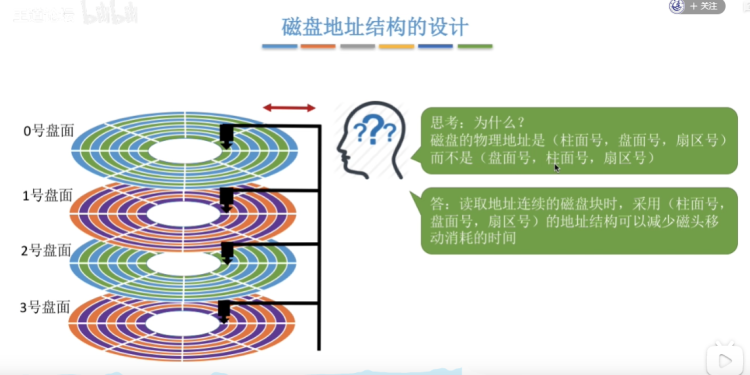 + 关注
磁盘地址结构的设计
0号盘面
1号盘面
2号盘面
3号盘面
???
思考：为什么？
磁盘的物理地址是（柱面号，盘面号，扇区号）
而不是（盘面号，柱面号，扇区号）
答：读取地址连续的磁盘块时，采用（柱面号，
盘面号，扇区号）的地址结构可以减少磁头移
动消耗的时间